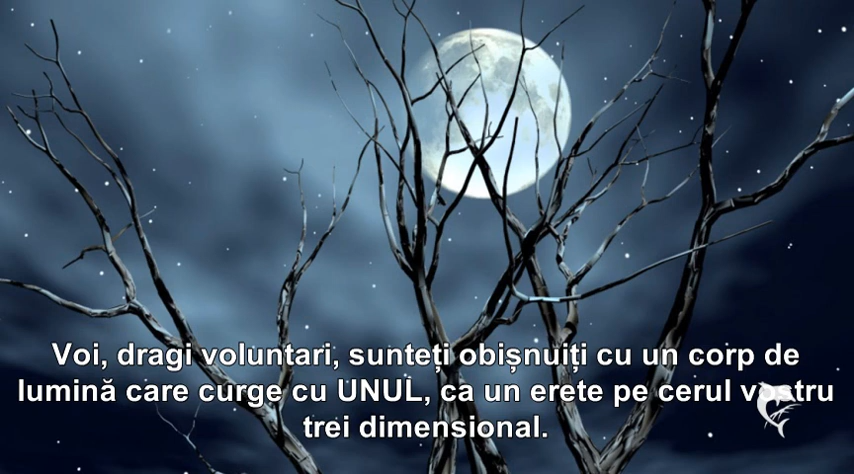 Voi, dragi voluntari, sunteți obișnuiți cu un corp de
lumină care curge cu UNUL, ca un erete pe cerul vostru
trei dimensional.